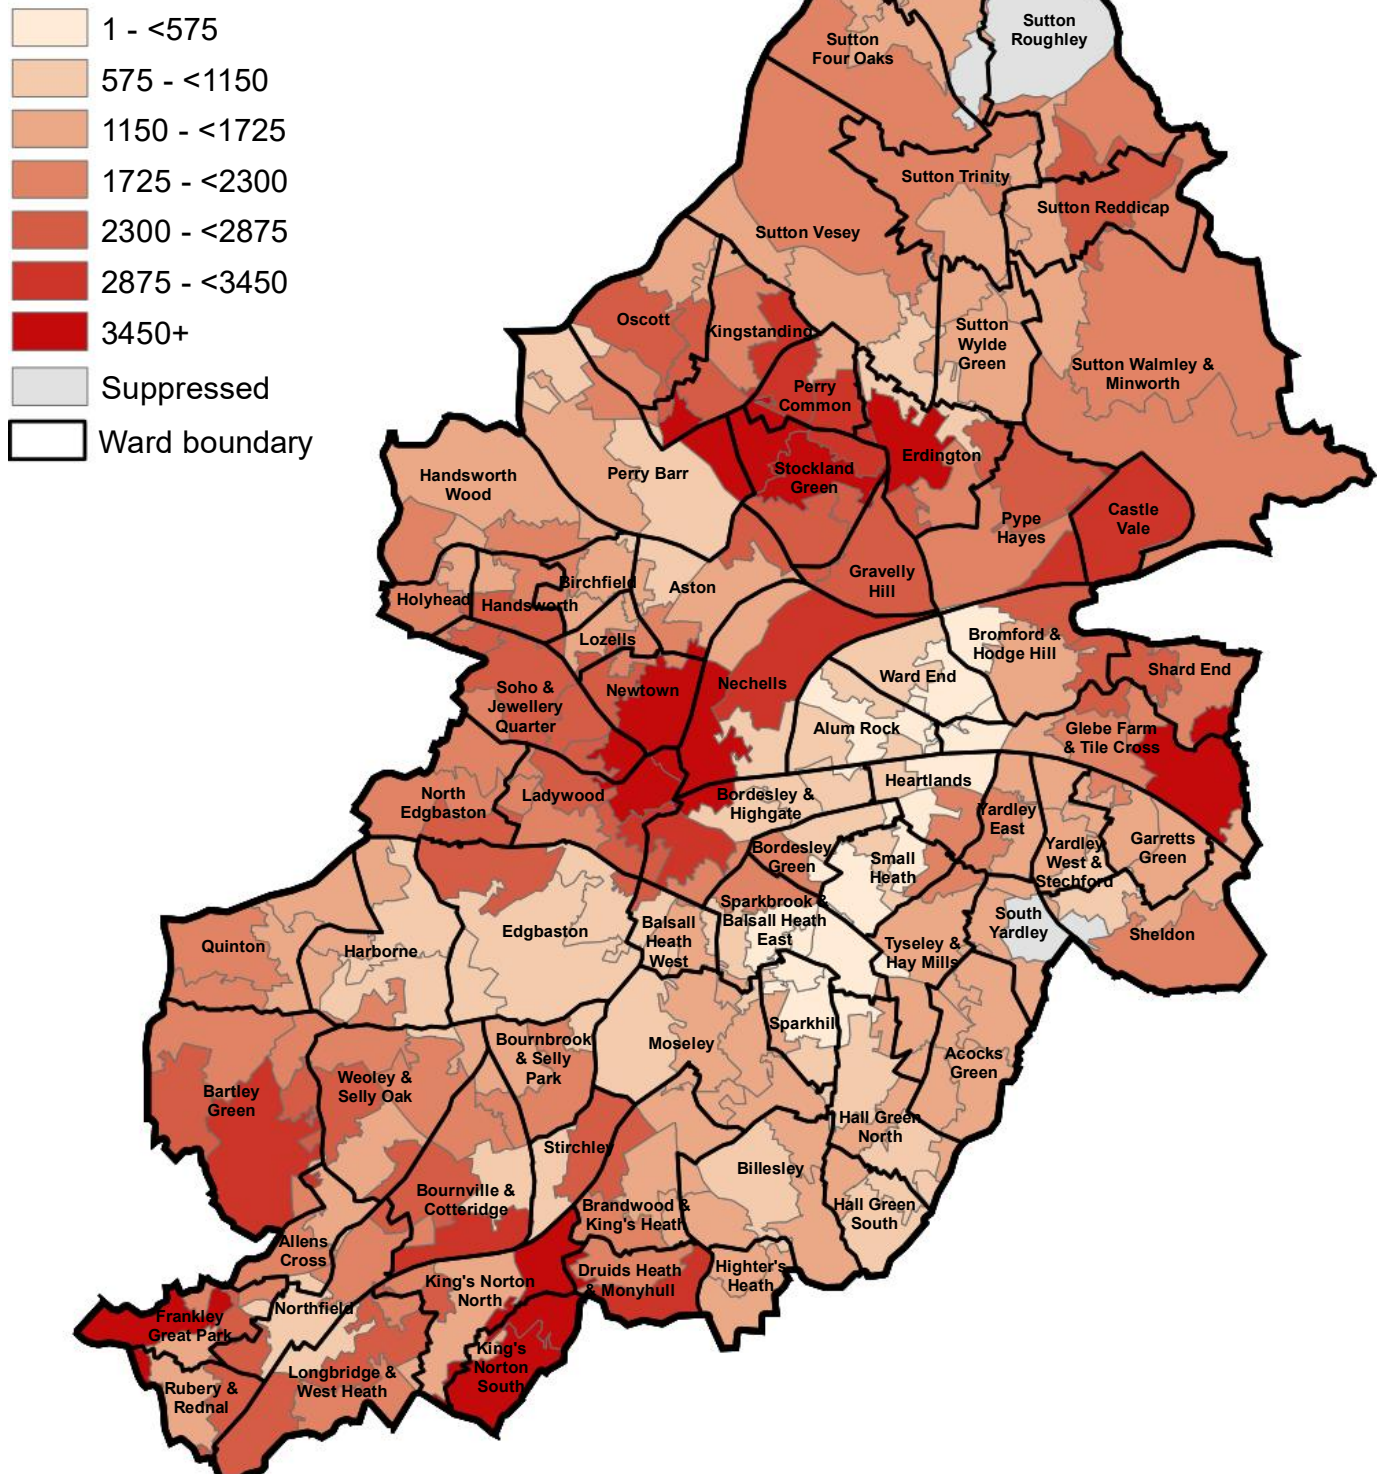 1 - <575
575 - <1150
1150 - <1725
1725 - <2300
2300 - <2875
2875 - <3450
3450+
Suppressed
Ward boundary
Sutton
Roughley
Sutton
Four Oaks
Sutton Trinity
Sutton Reddicap
Sutton Vesey
Oscott
Kingstanding
Sutton
Wylde
Green
Sutton Walmley &
Minworth
Perry
Common
Erdington
Handsworth
Wood
Perry Barr
Stockland
Green
Castle
Vale
Pype
Hayes
Gravelly
Hill
Birchfield
Aston
Holyhead
Handsworth
Lozells
Bromford &
Hodge Hill
Shard End
Ward End
Nechells
Newtown
Soho &
Jewellery
Quarter
Alum Rock
Glebe Farm
& Tile Cross
North
Edgbaston
Ladywood
Heartlands
Bordesley &
Highgate
Yardley
East
Bordesley
Green
Small
Heath
Yardley
West &
Stechford
Garretts
Green
Sparkbrook &
Balsall Heath
East
Balsall
Heath
West
South
Yardley
Sheldon
Quinton
Harborne
Edgbaston
Tyseley &
Hay Mills
Sparkhill
Moseley
Bournbrook
& Selly
Park
Acocks
Green
Bartley
Green
Weoley &
Selly Oak
Hall Green
North
Stirchley
Billesley
Bournville &
Cotteridge
Brandwood &
King's Heath
Hall Green
South
Allens
Cross
King's Norton
North
Druids Heath
& Monyhull
Highter's
Heath
Northfield
Frankley
Great Park
King's
Norton
South
Longbridge &
West Heath
Rubery &
Rednal